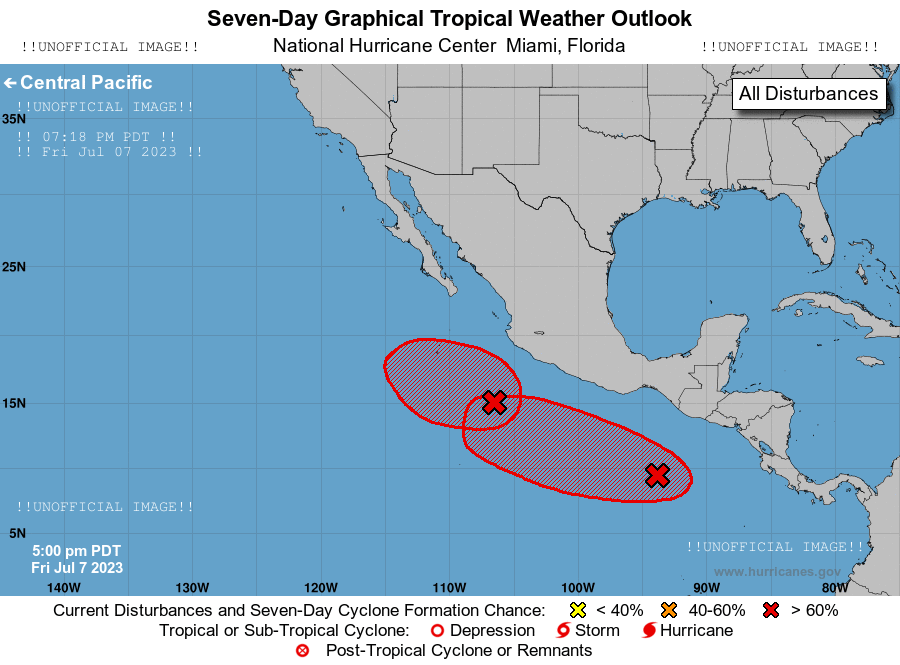 Seven-Day Graphical Tropical Weather Outlook
!!UNOFFICIAL IMAGE!! National Hurricane Center Miami, Florida !!UNOFFICIAL IMAGE!!
← Central Pacific
All Disturbances
!!UNOFFICIAL IMAGE!!
35N
!! 07:18 PM PDT !!
!! Fri Jul 07 2023 !!
25N
15N
!!UNOFFICIAL IMAGE!!
5N
5:00 pm PDT
Fri Jul 7 2023
!!UNOFFICIAL IMAGE!!
www.hurricanes.gov
140W 130W 120W 110W 100W 90W 80W
Current Disturbances and Seven-Day Cyclone Formation Chance: < 40% 40-60% > 60%
Tropical or Sub-Tropical Cyclone: Depression Storm Hurricane
Post-Tropical Cyclone or Remnants